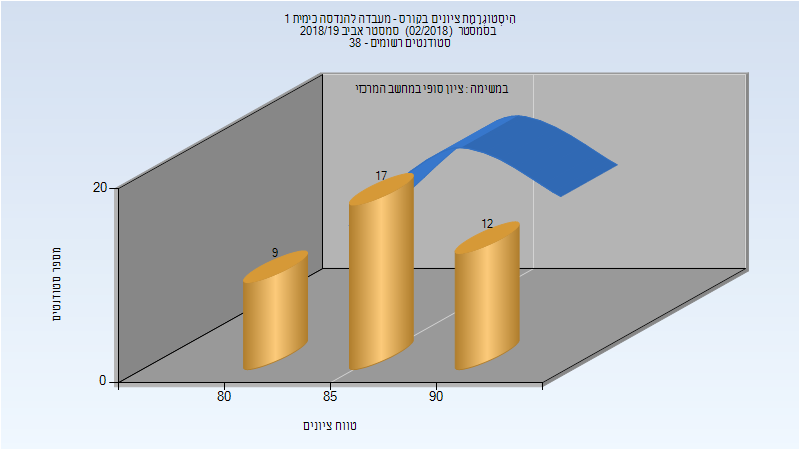 היסטוגרמת ציונים בקורס - מעבדה להנדסה כימית 1
בסמסטר (02/2018) סמסטר אביב 2018/19
סטודנטים רשומים - 38
במשימה : ציון סופי במחשב המרכזי
20
0
מספר סטודנטים
9
17
12
80
85
90
טווח ציונים